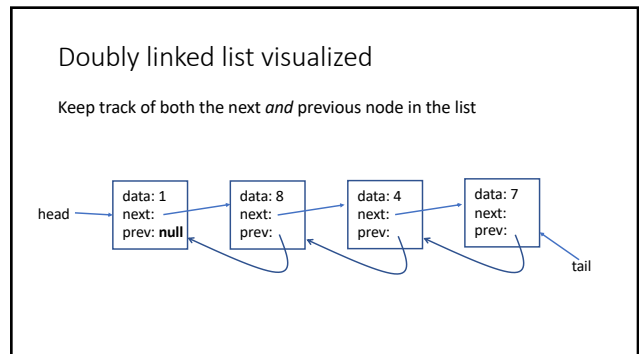 Doubly linked list visualized
Keep track of both the next and previous node in the list
head
data: 1
next:
prev: null
data: 8
next:
prev:
data: 4
next:
prev:
data: 7
next:
prev:
tail